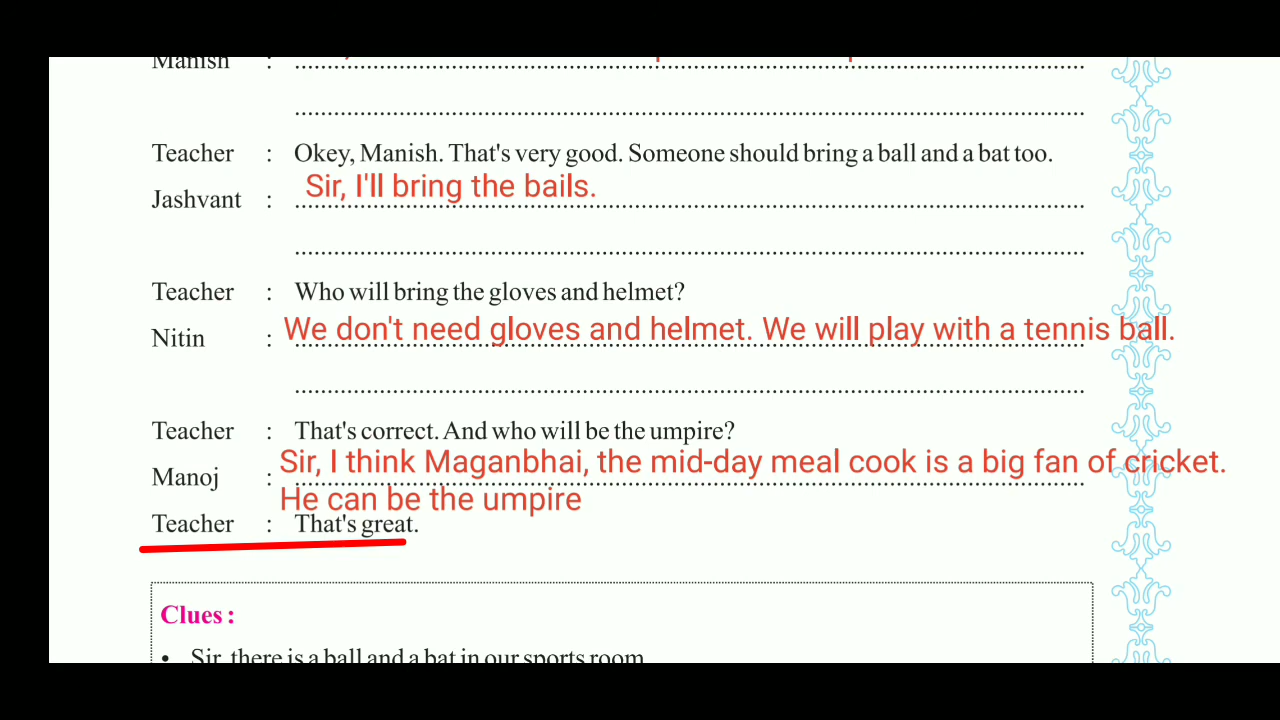 Manish :
Teacher : Okey, Manish. That's very good. Someone should bring a ball and a bat too.
Jashvant : Sir, I'll bring the bails.
Teacher : Who will bring the gloves and helmet?
Nitin : We don't need gloves and helmet. We will play with a tennis ball.
Teacher : That's correct. And who will be the umpire?
Manoj : Sir, I think Maganbhai, the mid-day meal cook is a big fan of cricket.
He can be the umpire
Teacher : That's great.
Clues :
• Sir, there is a ball and a bat in our sports room